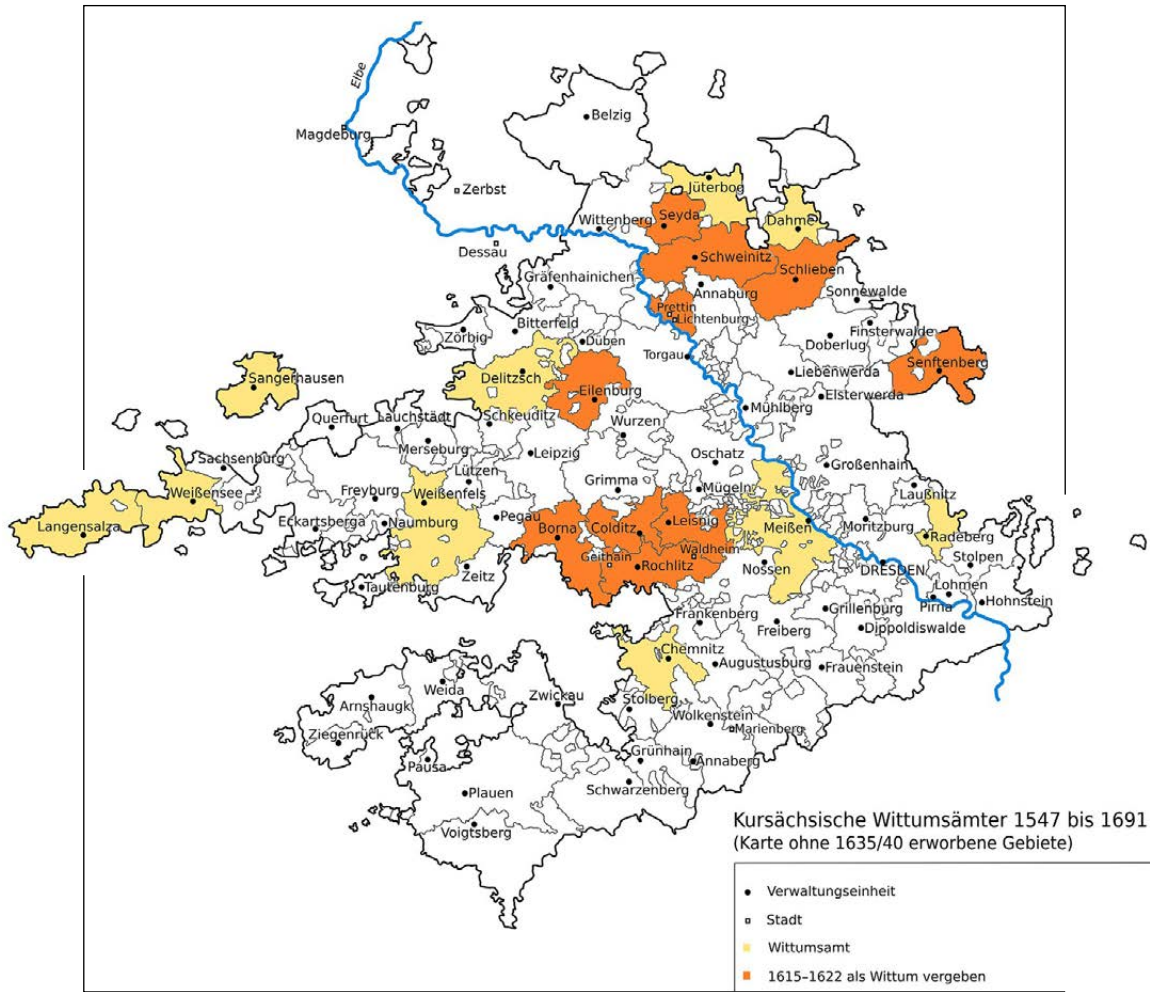 Elbe
Magdeburg
Belzig
Zerbst
Jüterbog
Wittenberg
Seyda
Dahme
Dessau
Schweinitz
Schlieben
Gräfenhainichen
Annaburg
Sonnewalde
Prettin
Lichtenburg
Zörbig
Bitterfeld
Düben
Finsterwalde
Doberlug
Torgau
Senftenberg
Sangerhausen
Delitzsch
Eilenburg
Liebenwerda
Elsterwerda
Mühlberg
Querfurt
Lauchstädt
Schkeuditz
Wurzen
Merseburg
Leipzig
Oschatz
Sachsenburg
Lützen
Großenhain
Weißensee
Freyburg
Weißenfels
Grimma
Mügeln
Laußnitz
Langensalza
Eckartsberga
Naumburg
Pegau
Borna
Colditz
Leisnig
Meißen
Moritzburg
Radeberg
Geithain
Waldheim
Stolpen
Tautenburg
Zeitz
Rochlitz
Nossen
DRESDEN
Lohmen
Pirna
Hohnstein
Frankenberg
Freiberg
Grillenburg
Dippoldiswalde
Chemnitz
Augustusburg
Frauenstein
Weida
Arnshaugk
Zwickau
Stolberg
Wolkenstein
Marienberg
Ziegenrück
Grünhain
Annaberg
Pausa
Plauen
Schwarzenberg
Voigtsberg
Kursächsische Wittumsämter 1547 bis 1691
(Karte ohne 1635/40 erworbene Gebiete)
Verwaltungseinheit
Stadt
Wittumsamt
1615–1622 als Wittum vergeben